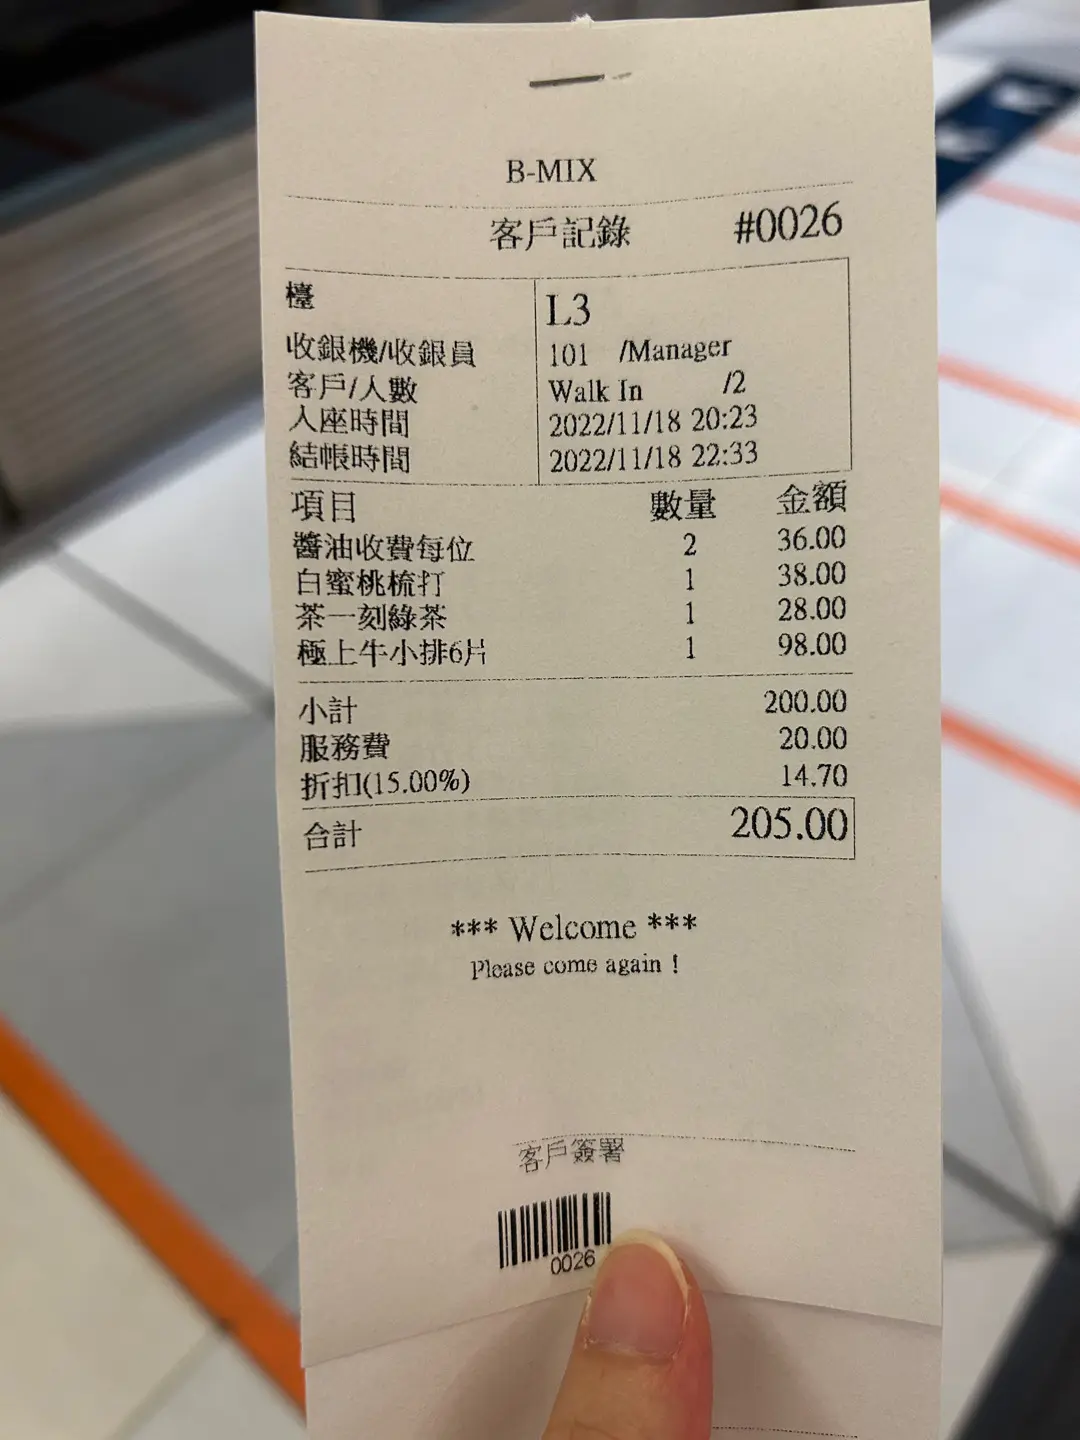 B-MIX
客戶記錄 #0026
檯 L3
收銀機/收銀員 101 /Manager
客戶/人數 Walk In /2
入座時間 2022/11/18 20:23
結帳時間 2022/11/18 22:33
項目 數量 金額
醬油收費每位 2 36.00
白蜜桃梳打 1 38.00
茶一刻綠茶 1 28.00
極上牛小排6片 1 98.00
小計 200.00
服務費 20.00
折扣(15.00%) 14.70
合計 205.00
*** Welcome ***
Please come again !
客戶簽署
0026